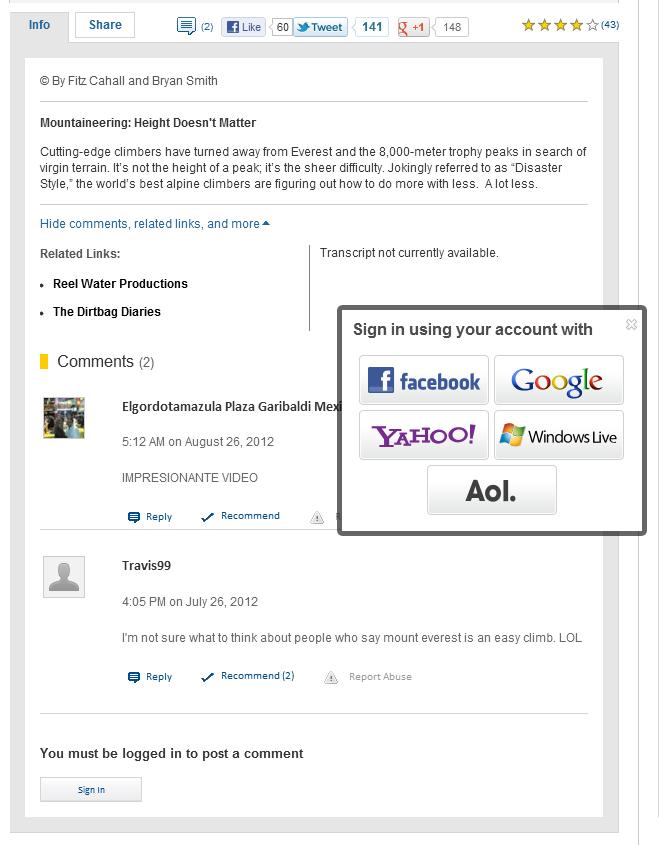 Info
Share
(2)
Like
60
Tweet
141
+1
148
(43)
© By Fitz Cahall and Bryan Smith
Mountaineering: Height Doesn't Matter
Cutting-edge climbers have turned away from Everest and the 8,000-meter trophy peaks in search of
virgin terrain. It's not the height of a peak; it's the sheer difficulty. Jokingly referred to as “Disaster
Style,” the world's best alpine climbers are figuring out how to do more with less. A lot less.
Hide comments, related links, and more
Related Links:
Transcript not currently available.
• Reel Water Productions
• The Dirtbag Diaries
Sign in using your account with
facebook
Google
YAHOO!
Windows Live
Aol.
Comments (2)
Elgordotamazula Plaza Garibaldi Mexi
5:12 AM on August 26, 2012
IMPRESIONANTE VIDEO
Reply
Recommend
Travis99
4:05 PM on July 26, 2012
I'm not sure what to think about people who say mount everest is an easy climb. LOL
Reply
Recommend (2)
Report Abuse
You must be logged in to post a comment
Sign In